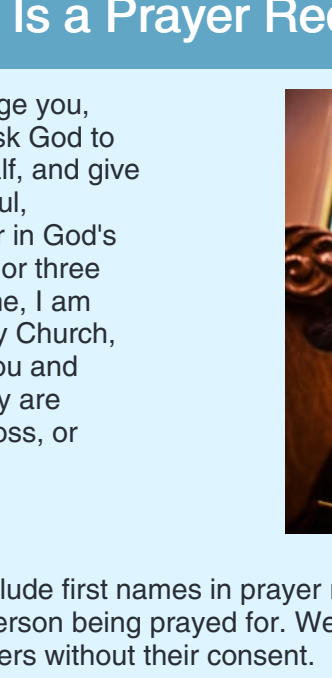 Is a Prayer Re
ge you,
sk God to
lf, and give
ul,
r in God's
or three
ne, I am
y Church,
ou and
y are
oss, or
lude first names in prayer
erson being prayed for. We
ers without their consent.